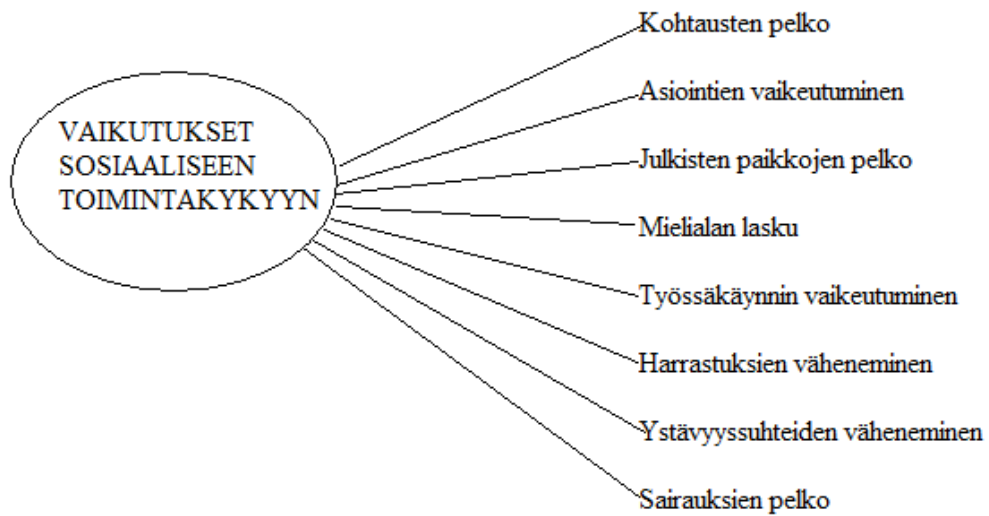 VAIKUTUKSET
SOSIAALISEEN
TOIMINTAKYKYYN
Kohtausten pelko
Asiointien vaikeutuminen
Julkisten paikkojen pelko
Mielialan lasku
Työssäkäynnin vaikeutuminen
Harrastuksien väheneminen
Ystävyyssuhteiden väheneminen
Sairauksien pelko